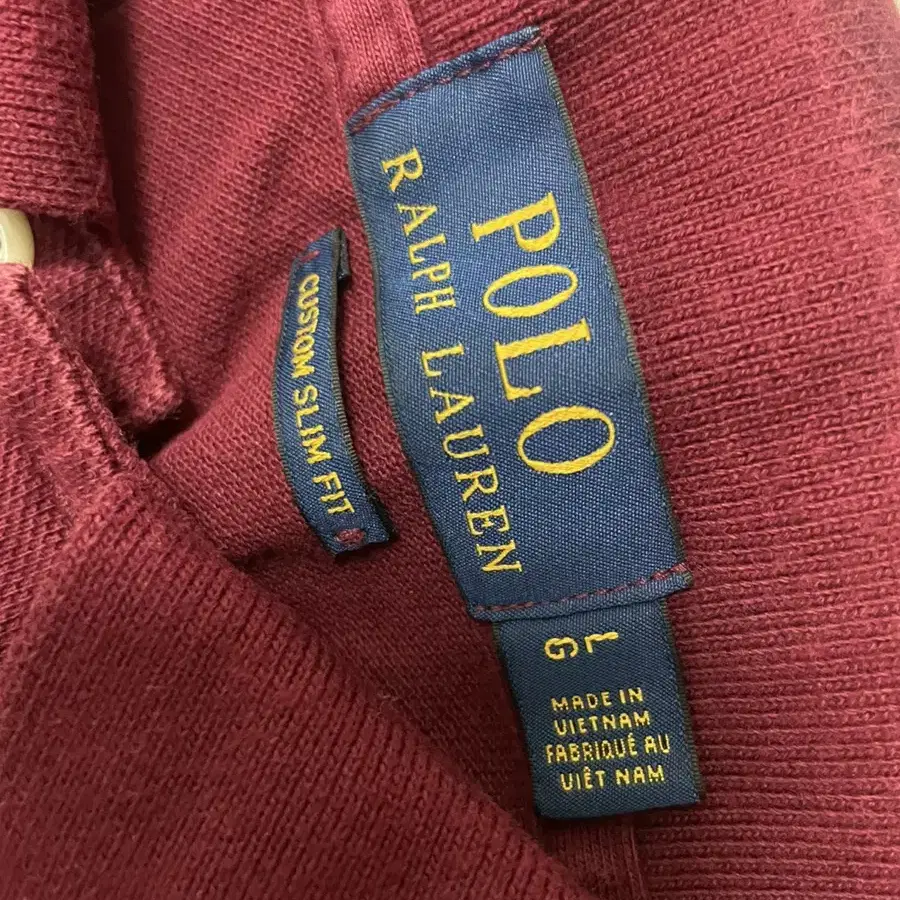 POLO
RALPH LAUREN
CUSTOM SLIM FIT
L
G
MADE IN
VIETNAM
FABRIQUÉ AU
VIÊT NAM